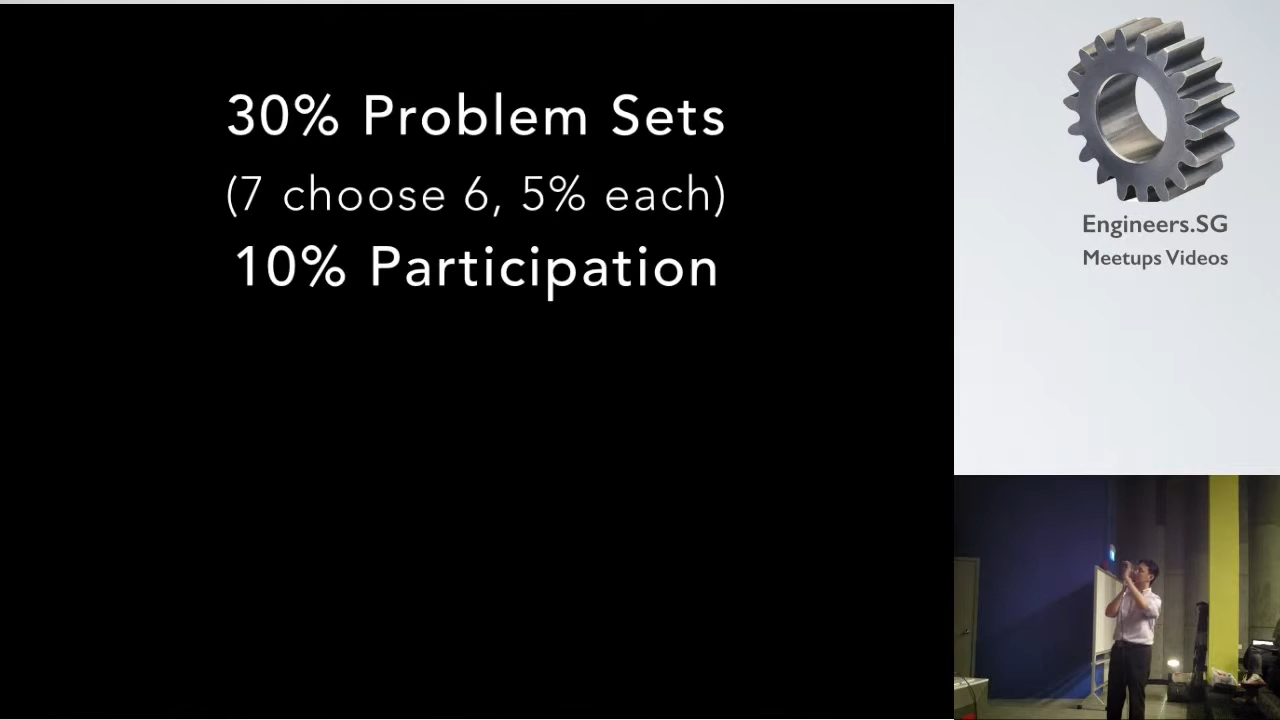 30% Problem Sets
(7 choose 6, 5% each)
10% Participation
Engineers.SG
Meetups Videos